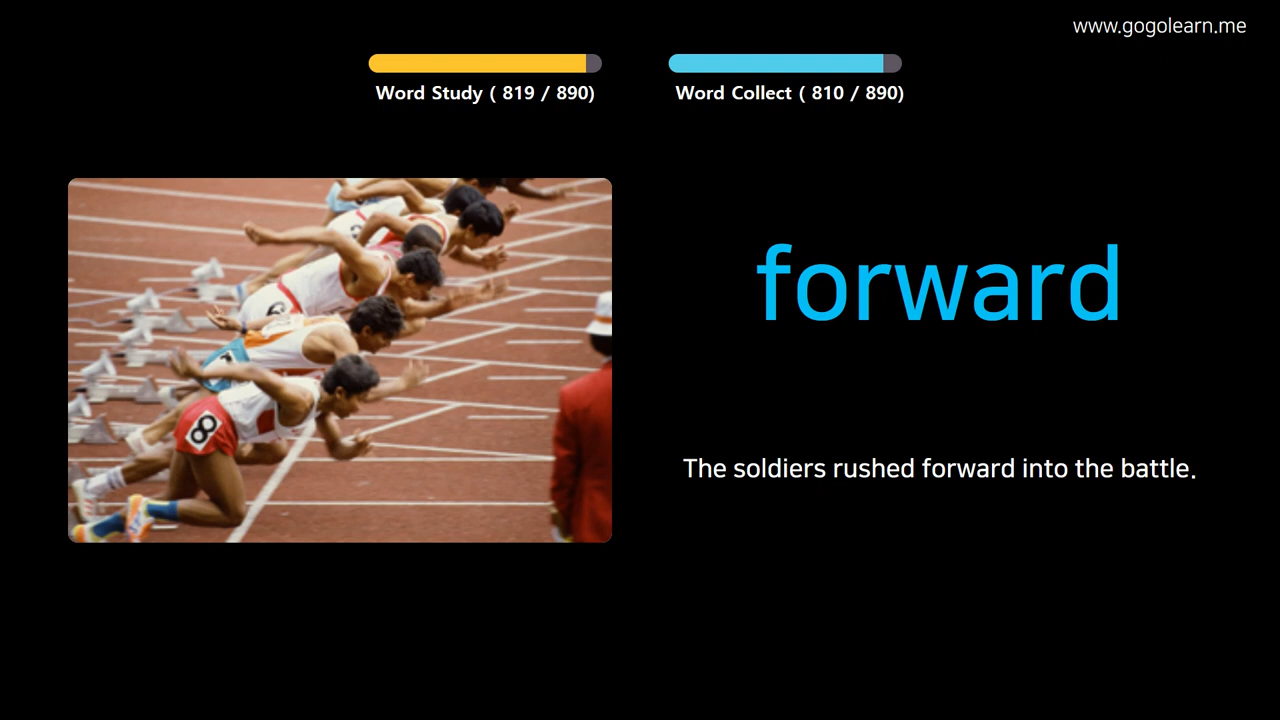 www.gogolearn.me
Word Study ( 819 / 890)
Word Collect ( 810 / 890)
forward
8
The soldiers rushed forward into the battle.